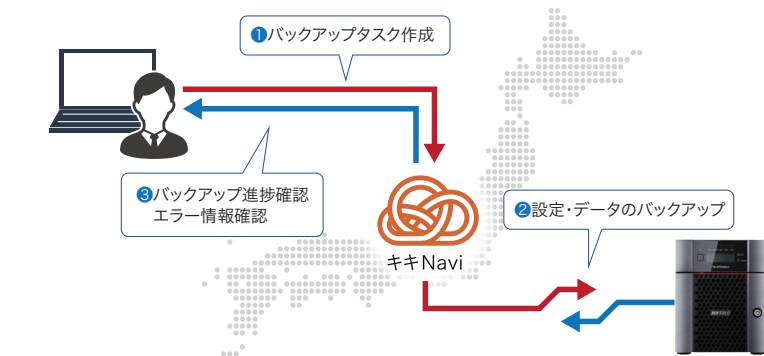 ❶バックアップタスク作成
❸バックアップ進捗確認
エラー情報確認
❷設定・データのバックアップ
キキNavi
BUFFALO